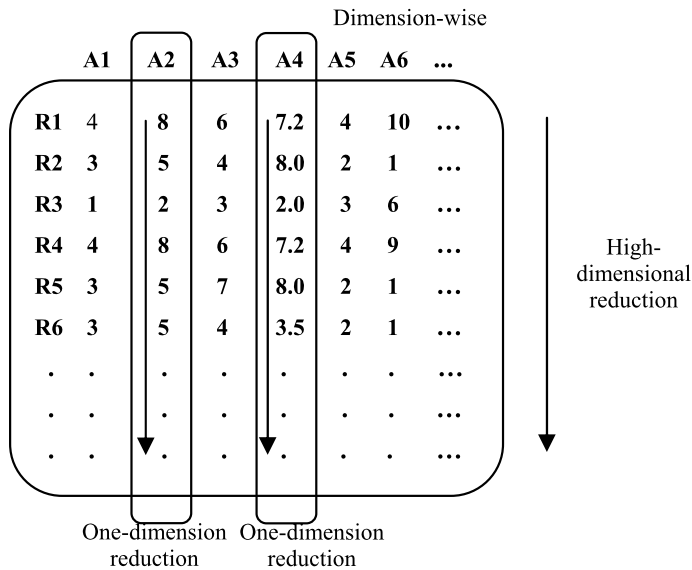 Dimension-wise
A1 A2 A3 A4 A5 A6 ...
R1 4 8 6 7.2 4 10 ...
R2 3 5 4 8.0 2 1 ...
R3 1 2 3 2.0 3 6 ...
R4 4 8 6 7.2 4 9 ...
R5 3 5 7 8.0 2 1 ...
R6 3 5 4 3.5 2 1 ...
. . . . . . . ...
. . . . . . . ...
. . . . . . . ...
High-
dimensional
reduction
One-dimension One-dimension
reduction reduction